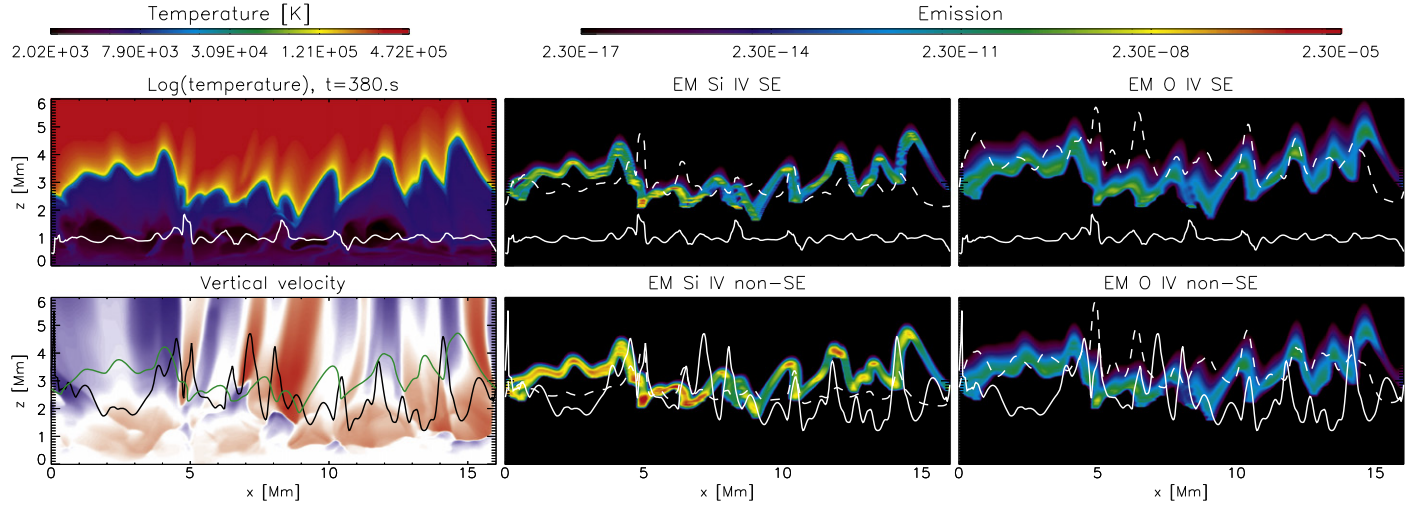 Temperature [K]
2.02E+03 7.90E+03 3.09E+04 1.21E+05 4.72E+05
Emission
2.30E-17 2.30E-14 2.30E-11 2.30E-08 2.30E-05
Log(temperature), t=380.s
EM Si IV SE
EM O IV SE
6
5
4
3
2
1
0
z [Mm]
Vertical velocity
EM Si IV non-SE
EM O IV non-SE
6
5
4
3
2
1
0
z [Mm]
0 5 10 15
x [Mm]
5 10
x [Mm]
5 10 15
x [Mm]